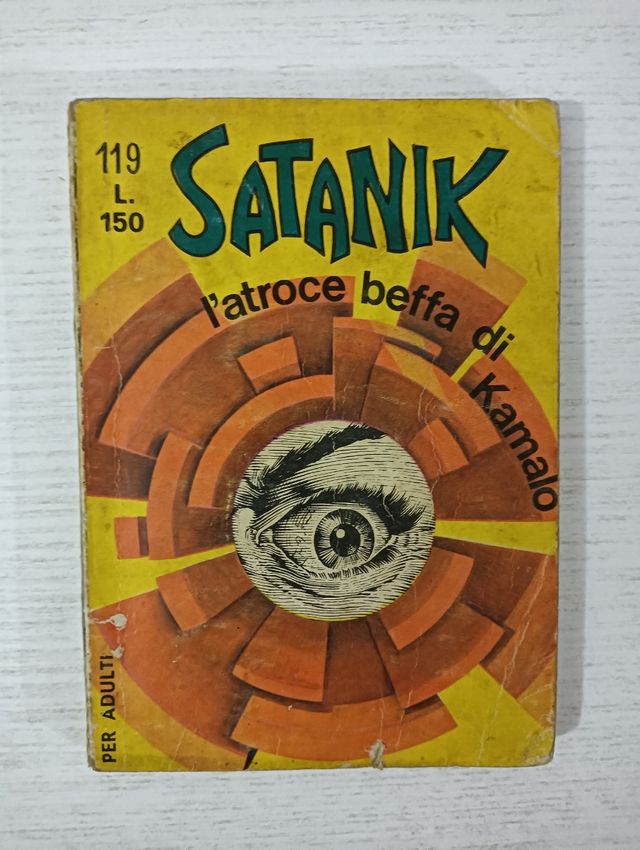 119
L.
150
SATANIK
l'atroce beffa di Kamalo
PER ADULTI